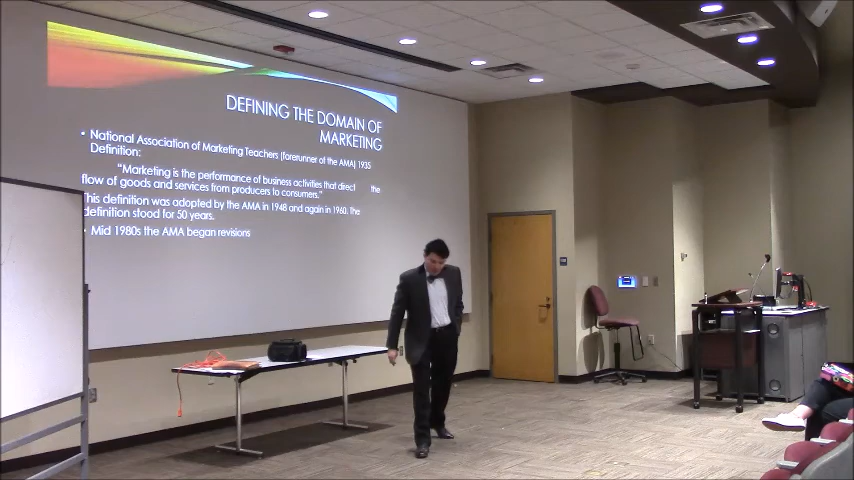 DEFINING THE DOMAIN OF
MARKETING
▪ National Association of Marketing Teachers (forerunner of the AMA) 1935
Definition:
“Marketing is the performance of business activities that direct the
flow of goods and services from producers to consumers.”
This definition was adopted by the AMA in 1948 and again in 1960. The
definition stood for 50 years.
▪ Mid 1980s the AMA began revisions